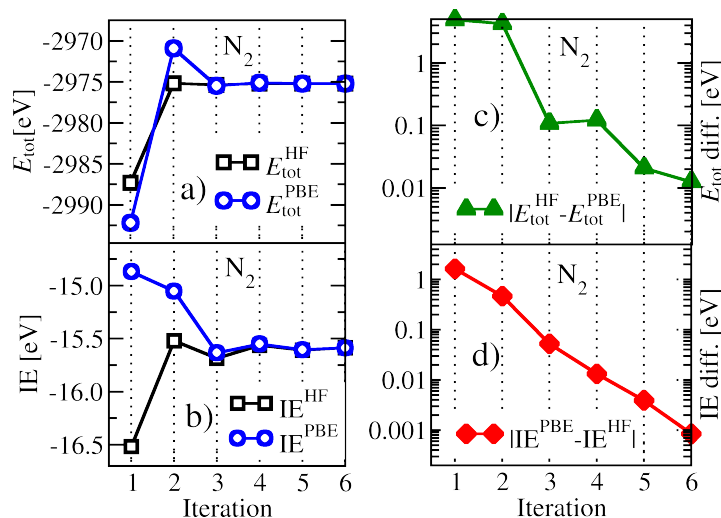 -2970
-2975
-2980
-2985
-2990
E_tot[eV]
N₂
a)
E_tot^HF
E_tot^PBE
-15.0
-15.5
-16.0
-16.5
IE [eV]
N₂
b)
IE^HF
IE^PBE
1 2 3 4 5 6
Iteration
1
0.1
0.01
N₂
c)
|E_tot^HF-E_tot^PBE|
E_tot diff. [eV]
1
0.1
0.01
0.001
N₂
d)
|IE^PBE-IE^HF|
IE diff. [eV]
1 2 3 4 5 6
Iteration